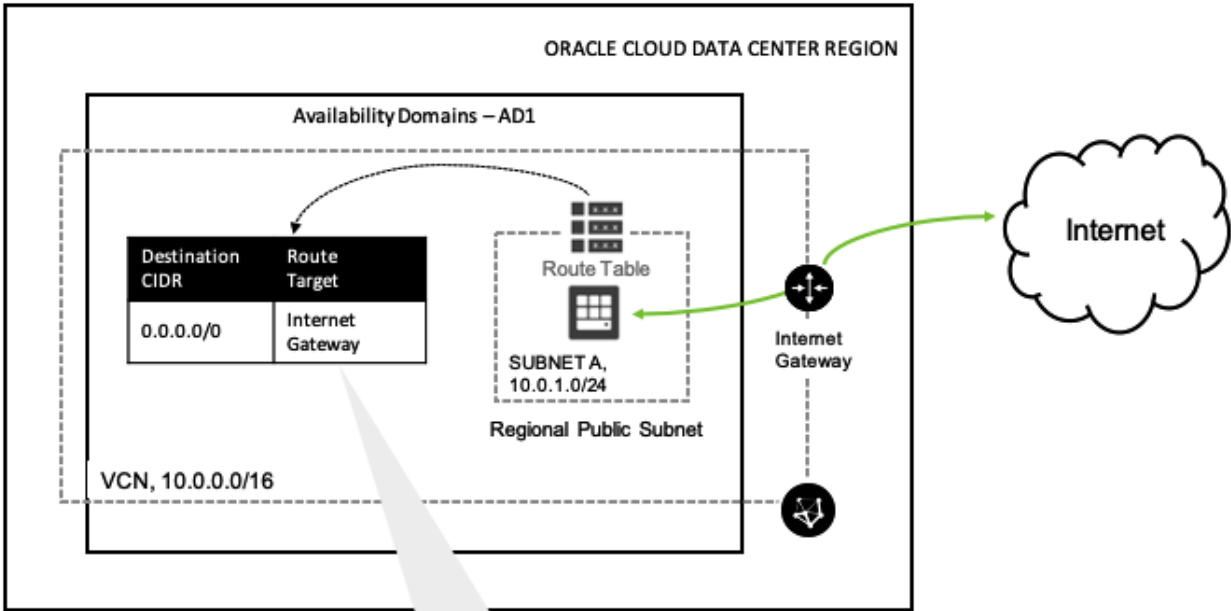 ORACLE CLOUD DATA CENTER REGION
Availability Domains – AD1
Destination
CIDR
Route
Target
0.0.0.0/0
Internet
Gateway
Route Table
SUBNET A,
10.0.1.0/24
Regional Public Subnet
VCN, 10.0.0.0/16
Internet
Gateway
Internet